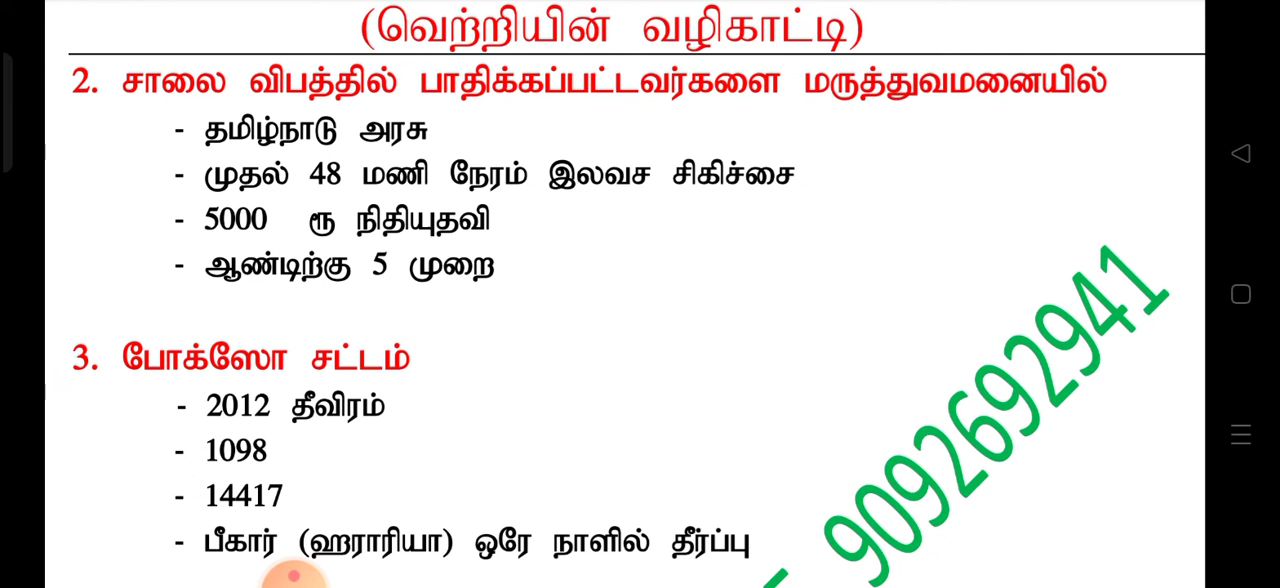 (வெற்றியின் வழிகாட்டி)
2. சாலை விபத்தில் பாதிக்கப்பட்டவர்களை மருத்துவமனையில்
- தமிழ்நாடு அரசு
- முதல் 48 மணி நேரம் இலவச சிகிச்சை
- 5000 ரூ நிதியுதவி
- ஆண்டிற்கு 5 முறை
3. போக்ஸோ சட்டம்
- 2012 தீவிரம்
- 1098
- 14417
- பீகார் (ஹராரியா) ஒரே நாளில் தீர்ப்பு
9092692941